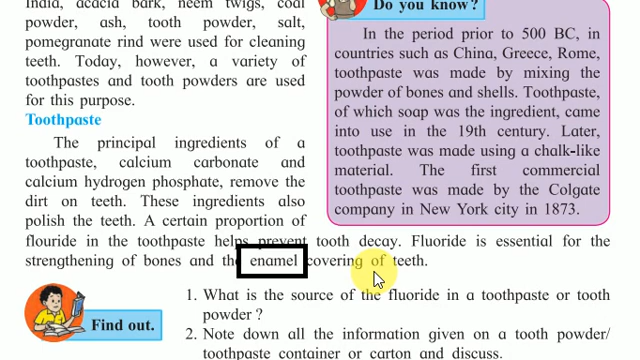 India, acacia bark, neem twigs, coal
powder, ash, tooth powder, salt,
pomegranate rind were used for cleaning
teeth. Today, however, a variety of
toothpastes and tooth powders are used
for this purpose.
Toothpaste
The principal ingredients of a
toothpaste, calcium carbonate and
calcium hydrogen phosphate, remove the
dirt on teeth. These ingredients also
polish the teeth. A certain proportion of
flouride in the toothpaste helps prevent tooth decay. Fluoride is essential for the
strengthening of bones and the enamel covering of teeth.
Do you know?
In the period prior to 500 BC, in
countries such as China, Greece, Rome,
toothpaste was made by mixing the
powder of bones and shells. Toothpaste,
of which soap was the ingredient, came
into use in the 19th century. Later,
toothpaste was made using a chalk-like
material. The first commercial
toothpaste was made by the Colgate
company in New York city in 1873.
Find out.
1. What is the source of the fluoride in a toothpaste or tooth
powder ?
2. Note down all the information given on a tooth powder/
toothpaste container or carton and discuss.